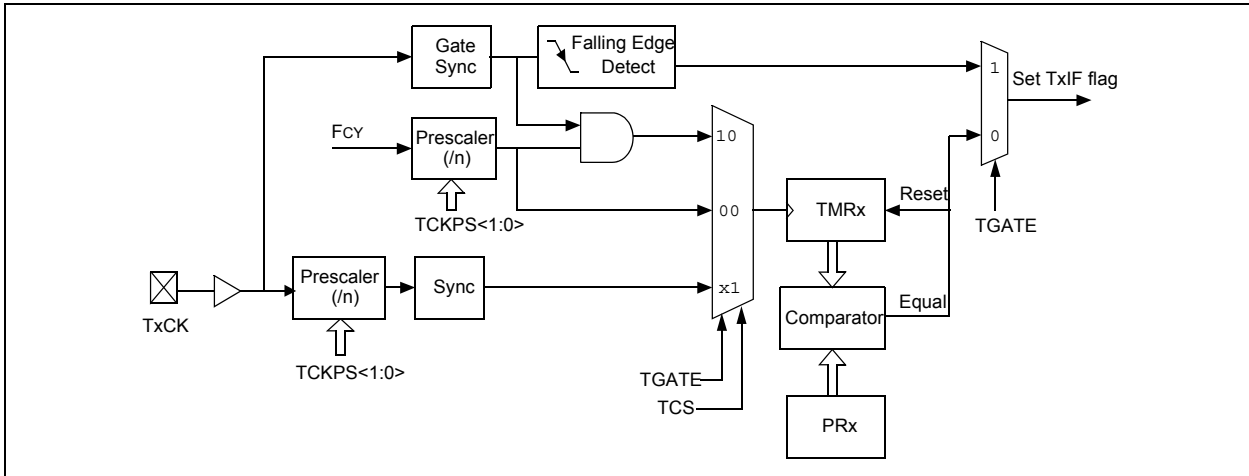 Gate
Sync
Falling Edge
Detect
1
Set TxIF flag
0
FCY
Prescaler
(/n)
10
TCKPS<1:0>
00
TMRx
Reset
TGATE
TxCK
Prescaler
(/n)
Sync
x1
Comparator
Equal
TCKPS<1:0>
TGATE
TCS
PRx